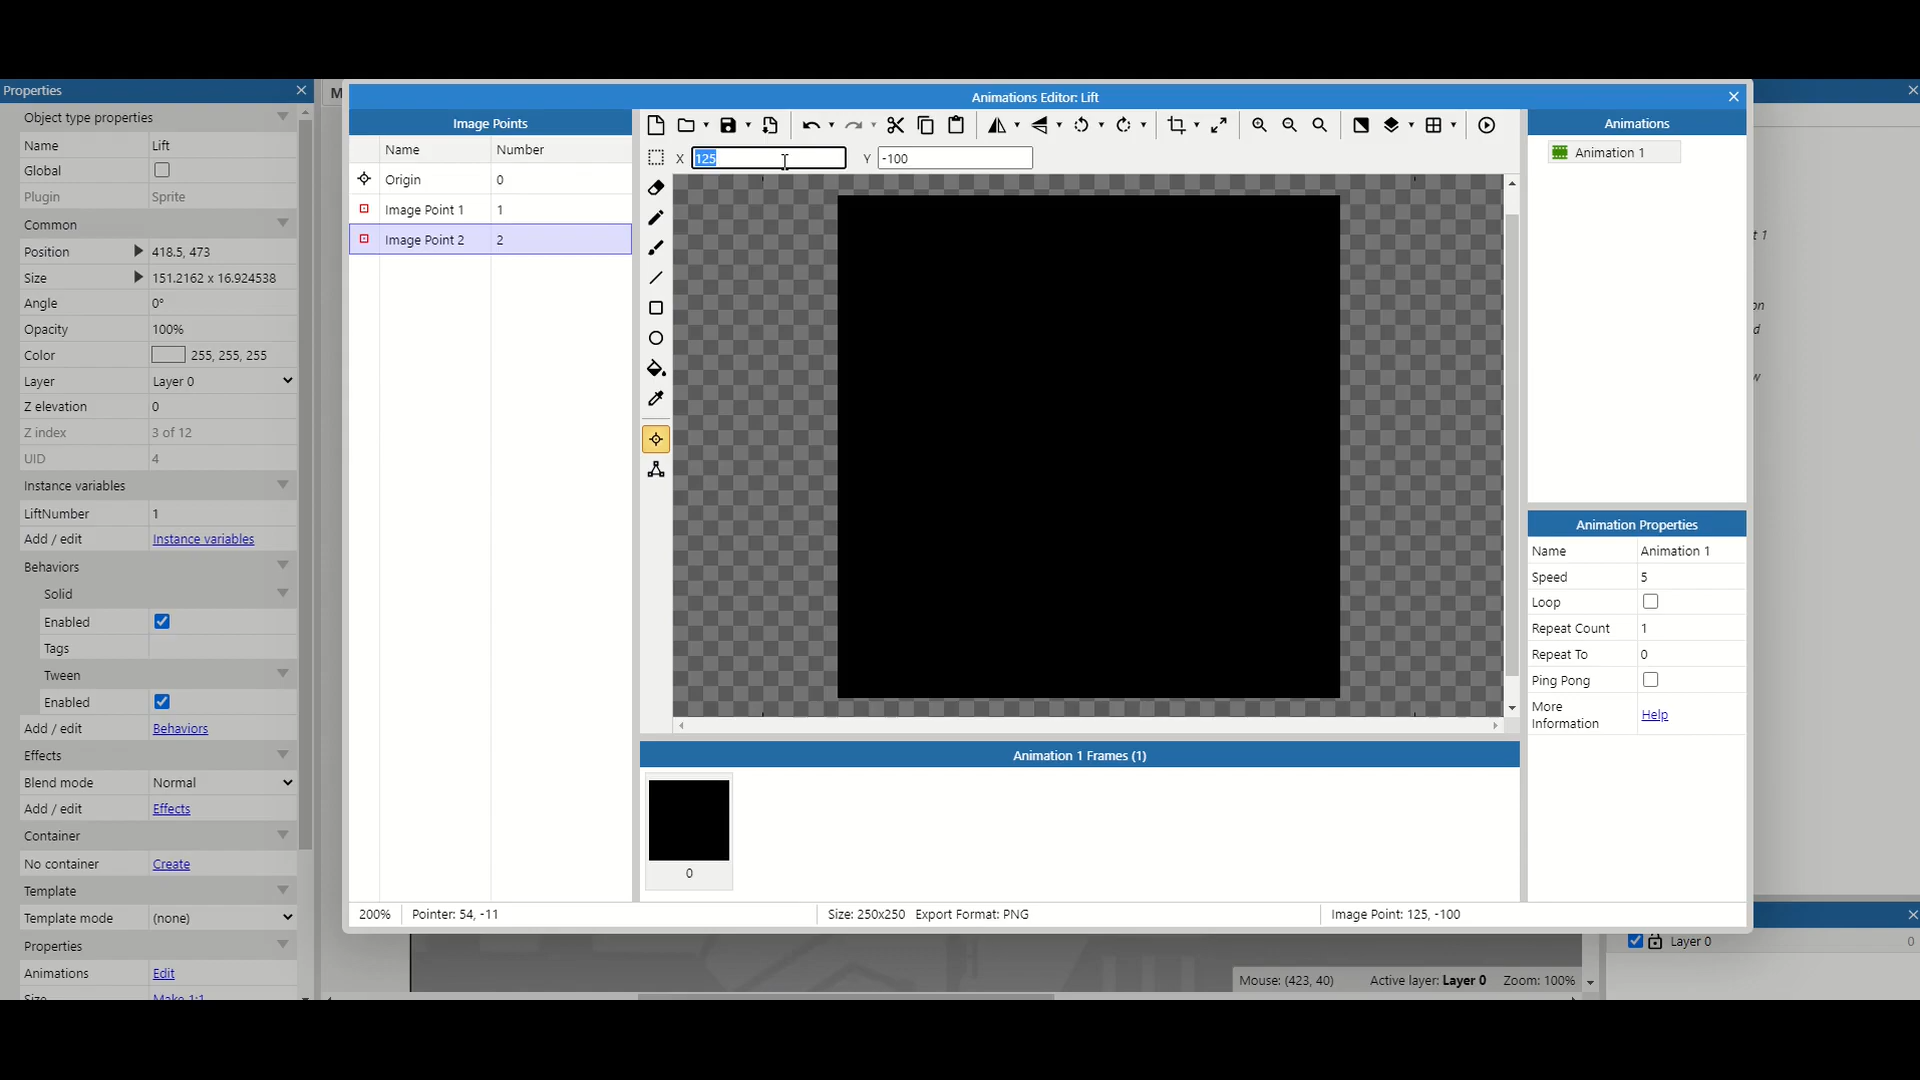 Properties
Object type properties
Name Lift
Global
Plugin Sprite
Common
Position 418.5, 473
Size 151.2162 x 16.924538
Angle 0°
Opacity 100%
Color 255, 255, 255
Layer Layer 0
Z elevation 0
Z index 3 of 12
UID 4
Instance variables
LiftNumber 1
Add / edit Instance variables
Behaviors
Solid
Enabled
Tags
Tween
Enabled
Add / edit Behaviors
Effects
Blend mode Normal
Add / edit Effects
Container
No container Create
Template
Template mode (none)
Properties
Animations Edit
Size Make 1:1
M
Animations Editor: Lift
Image Points
Name Number
Origin 0
Image Point 1 1
Image Point 2 2
X 125 Y -100
Animation 1 Frames (1)
0
200% Pointer: 54, -11 Size: 250x250 Export Format: PNG Image Point: 125, -100
Animations
Animation 1
Animation Properties
Name Animation 1
Speed 5
Loop
Repeat Count 1
Repeat To 0
Ping Pong
More
Information Help
t 1
on
d
w
Layer 0 0
Mouse: (423, 40) Active layer: Layer 0 Zoom: 100%